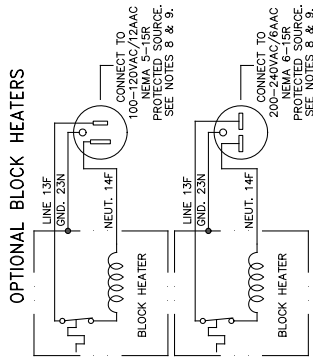 OPTIONAL BLOCK HEATERS
LINE 13F
GND. 23N
NEUT. 14F
BLOCK HEATER
CONNECT TO
100-120VAC/12AAC
NEMA 5-15R
PROTECTED SOURCE.
SEE NOTES 8 & 9.
LINE 13F
GND. 23N
NEUT. 14F
BLOCK HEATER
CONNECT TO
200-240VAC/6AAC
NEMA 6-15R
PROTECTED SOURCE.
SEE NOTES 8 & 9.